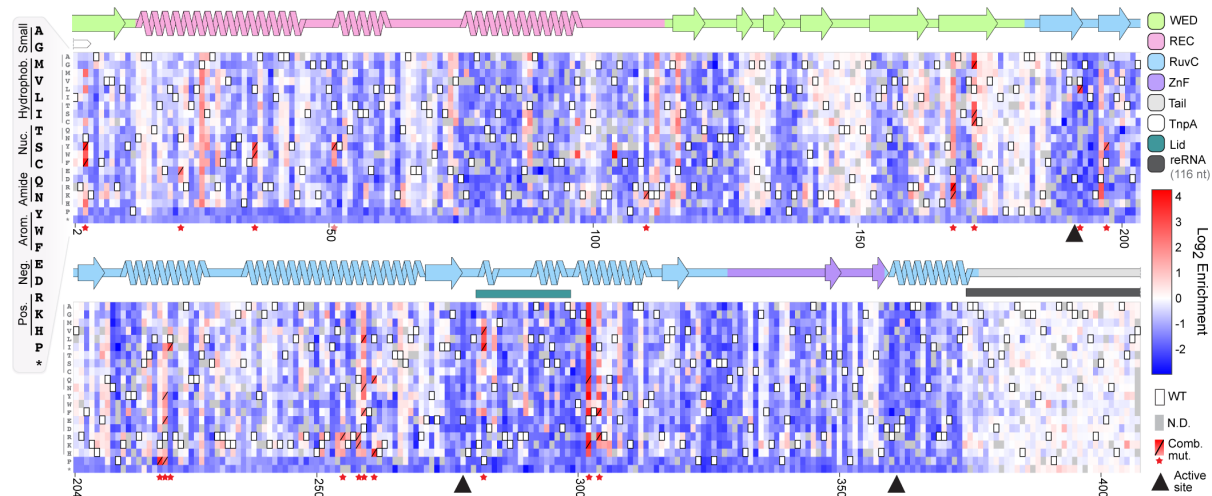 Small
Hydrophob.
Nuc.
Amide
Arom.
Neg.
Pos.
A
G
M
V
L
I
T
S
C
Q
N
Y
W
F
E
D
R
K
H
P
*
A
G
M
V
L
I
T
S
C
Q
N
Y
W
F
E
D
R
K
H
P
*
2
50
100
150
200
A
G
M
V
L
I
T
S
C
Q
N
Y
W
F
E
D
R
K
H
P
*
204
250
300
350
400
WED
REC
RuvC
ZnF
Tail
TnpA
Lid
reRNA
(116 nt)
4
3
2
1
0
-1
-2
Log2 Enrichment
WT
N.D.
Comb.
mut.
Active
site